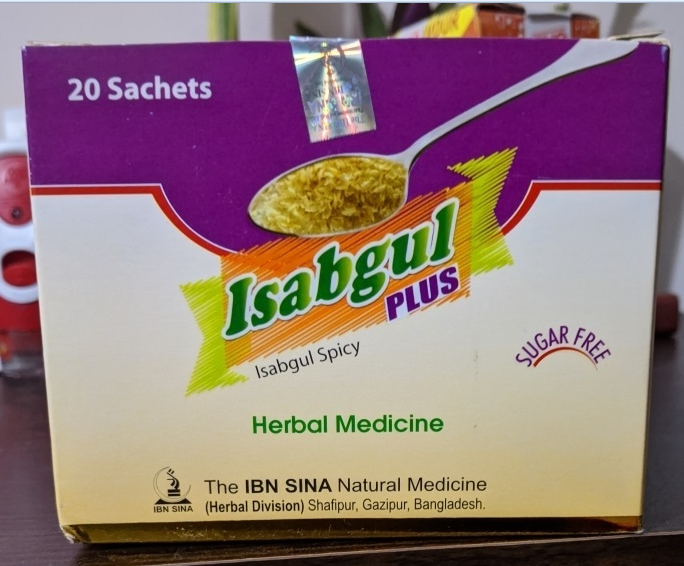 20 Sachets
Isabgul
PLUS
Isabgul Spicy
SUGAR FREE
Herbal Medicine
The IBN SINA Natural Medicine
IBN SINA
(Herbal Division) Shafipur, Gazipur, Bangladesh.